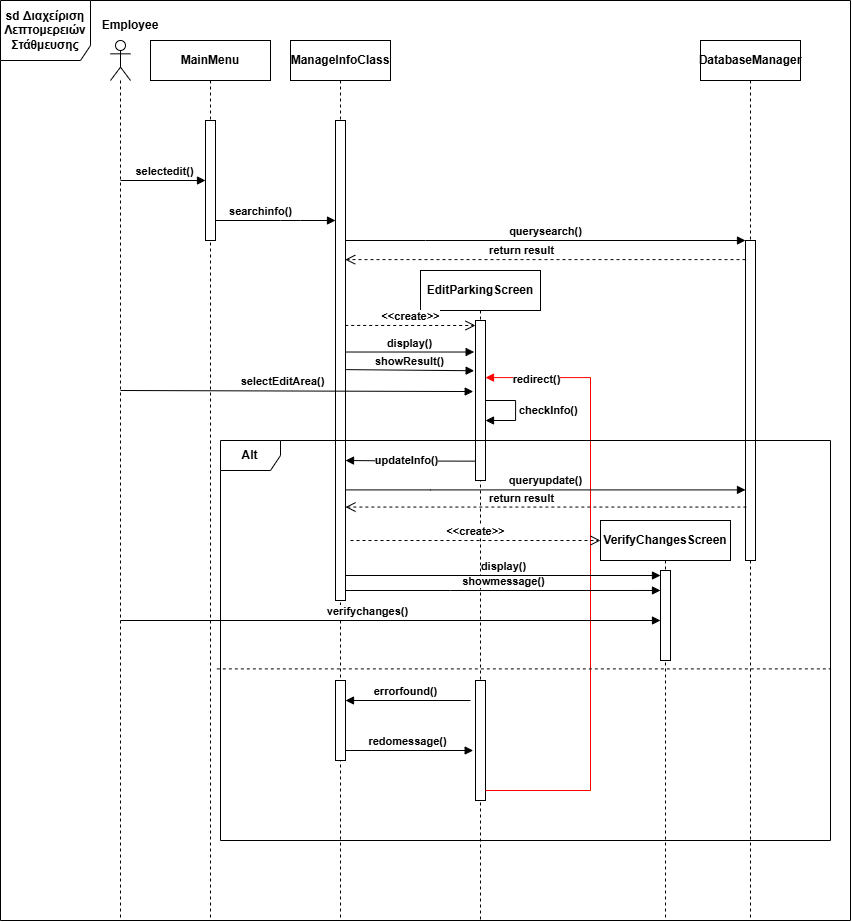 sd Διαχείριση
Λεπτομερειών
Στάθμευσης
Employee
MainMenu
ManageInfoClass
DatabaseManager
selectedit()
searchinfo()
querysearch()
return result
EditParkingScreen
<<create>>
display()
showResult()
selectEditArea()
redirect()
checkInfo()
Alt
updateInfo()
queryupdate()
return result
<<create>>
VerifyChangesScreen
display()
showmessage()
verifychanges()
errorfound()
redomessage()